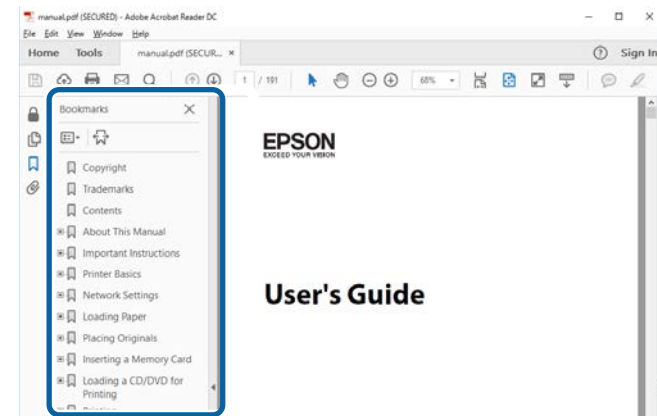 manual.pdf (SECURED) - Adobe Acrobat Reader DC
File Edit View Window Help
Home Tools manual.pdf (SECUR... × Sign In
1 / 191 68%
Bookmarks
Copyright
Trademarks
Contents
About This Manual
Important Instructions
Printer Basics
Network Settings
Loading Paper
Placing Originals
Inserting a Memory Card
Loading a CD/DVD for
Printing
EPSON
EXCEED YOUR VISION
User's Guide